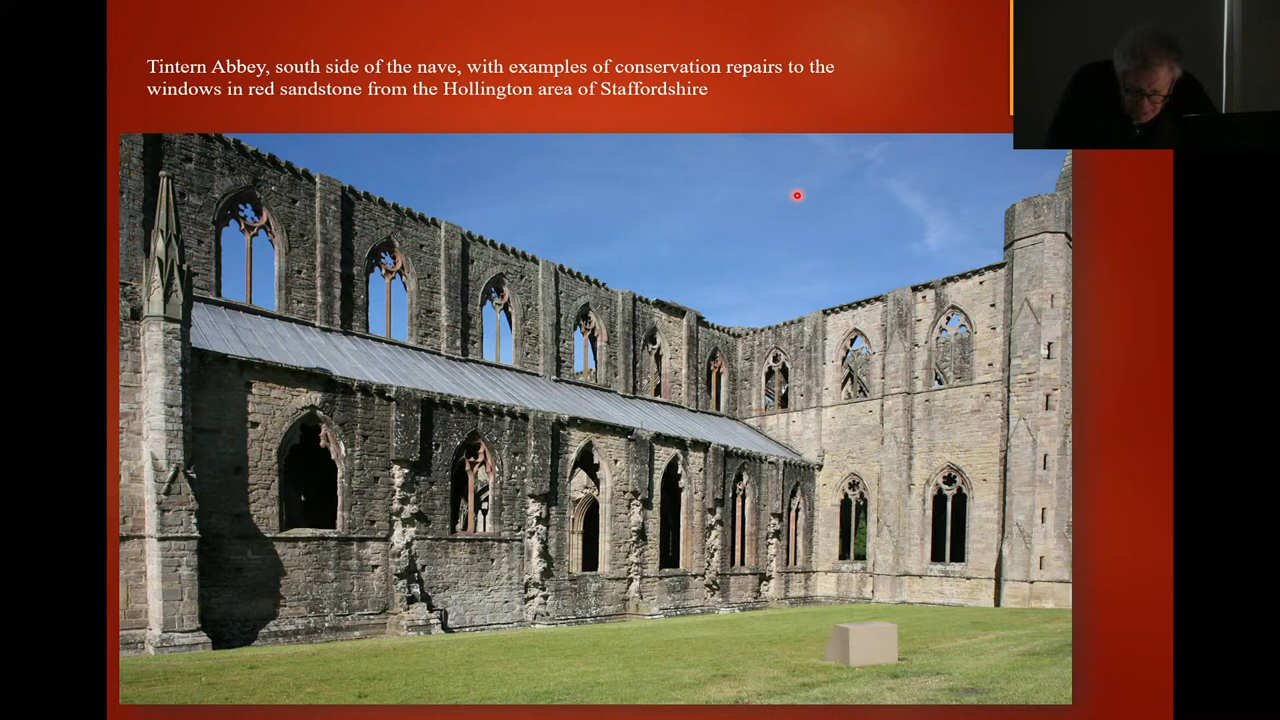 Tintern Abbey, south side of the nave, with examples of conservation repairs to the
windows in red sandstone from the Hollington area of Staffordshire